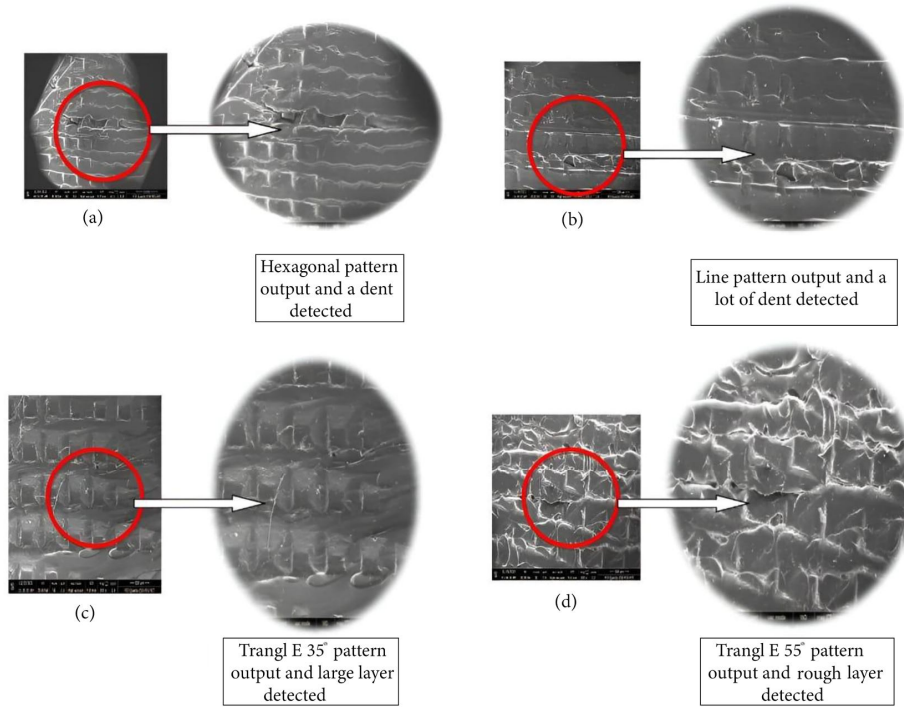 (a)
Hexagonal pattern
output and a dent
detected
(b)
Line pattern output and a
lot of dent detected
(c)
Trangl E 35° pattern
output and large layer
detected
(d)
Trangl E 55° pattern
output and rough layer
detected